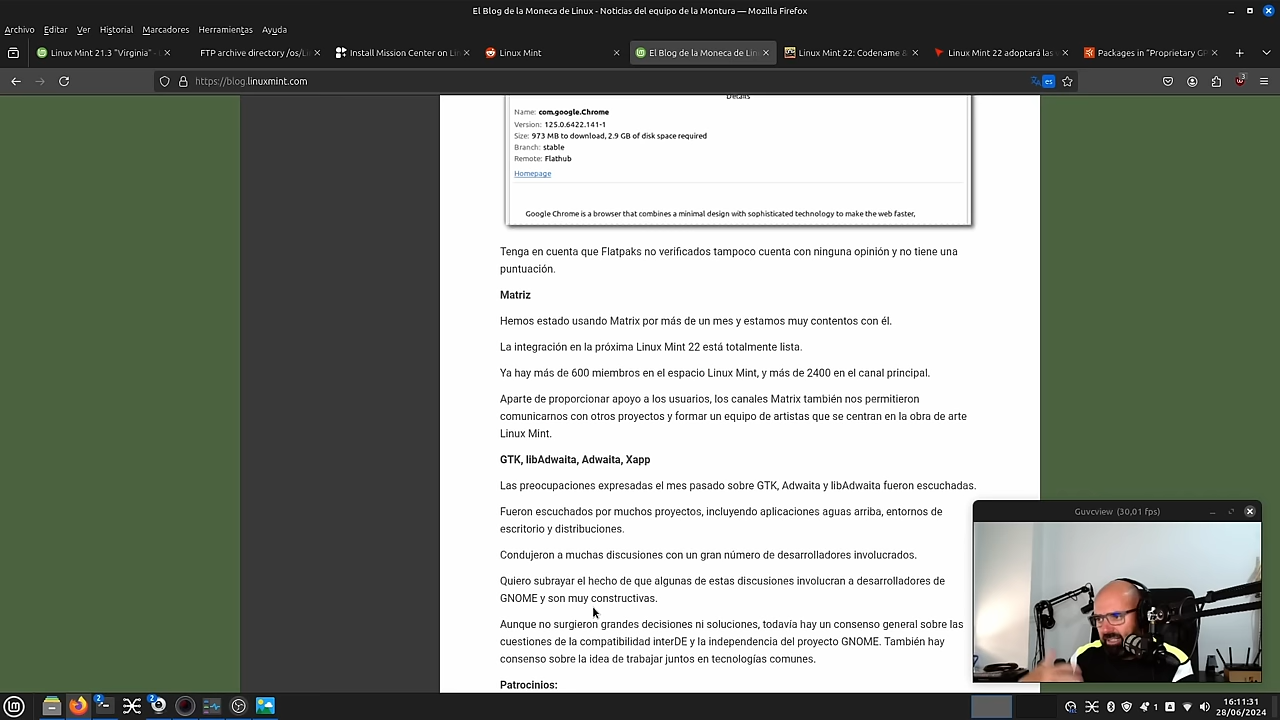 El Blog de la Moneca de Linux - Noticias del equipo de la Montura — Mozilla Firefox
Archivo Editar Ver Historial Marcadores Herramientas Ayuda
Linux Mint 21.3 "Virginia" -
FTP archive directory /os/Li
Install Mission Center on Lin
Linux Mint
El Blog de la Moneca de Lin
Linux Mint 22: Codename &
Linux Mint 22 adoptará las
Packages in "Proprietary GP
https://blog.linuxmint.com
es
Details
Name: com.google.Chrome
Version: 125.0.6422.141-1
Size: 973 MB to download, 2.9 GB of disk space required
Branch: stable
Remote: Flathub
Homepage
Google Chrome is a browser that combines a minimal design with sophisticated technology to make the web faster,
Tenga en cuenta que Flatpaks no verificados tampoco cuenta con ninguna opinión y no tiene una
puntuación.
Matriz
Hemos estado usando Matrix por más de un mes y estamos muy contentos con él.
La integración en la próxima Linux Mint 22 está totalmente lista.
Ya hay más de 600 miembros en el espacio Linux Mint, y más de 2400 en el canal principal.
Aparte de proporcionar apoyo a los usuarios, los canales Matrix también nos permitieron
comunicarnos con otros proyectos y formar un equipo de artistas que se centran en la obra de arte
Linux Mint.
GTK, libAdwaita, Adwaita, Xapp
Las preocupaciones expresadas el mes pasado sobre GTK, Adwaita y libAdwaita fueron escuchadas.
Fueron escuchados por muchos proyectos, incluyendo aplicaciones aguas arriba, entornos de
escritorio y distribuciones.
Condujeron a muchas discusiones con un gran número de desarrolladores involucrados.
Quiero subrayar el hecho de que algunas de estas discusiones involucran a desarrolladores de
GNOME y son muy constructivas.
Aunque no surgieron grandes decisiones ni soluciones, todavía hay un consenso general sobre las
cuestiones de la compatibilidad interDE y la independencia del proyecto GNOME. También hay
consenso sobre la idea de trabajar juntos en tecnologías comunes.
Patrocinios:
Guvcview (30,01 fps)
2
2
1
A
16:11:31
28/06/2024